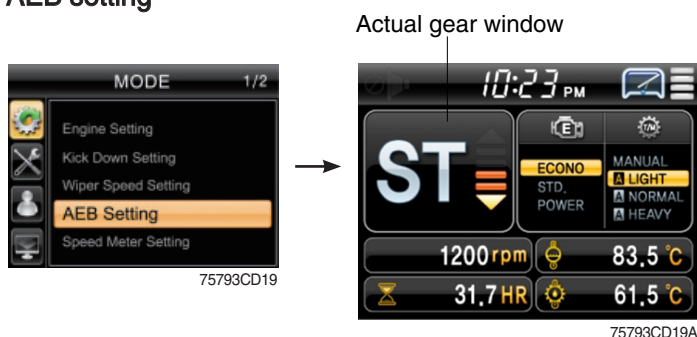 AEB setting
Actual gear window
MODE 1/2
Engine Setting
Kick Down Setting
Wiper Speed Setting
AEB Setting
Speed Meter Setting
75793CD19
10:23 PM
ST
E
T/M
ECONO
STD.
POWER
MANUAL
A LIGHT
A NORMAL
A HEAVY
1200 rpm
83.5 °C
31.7 HR
61.5 °C
75793CD19A